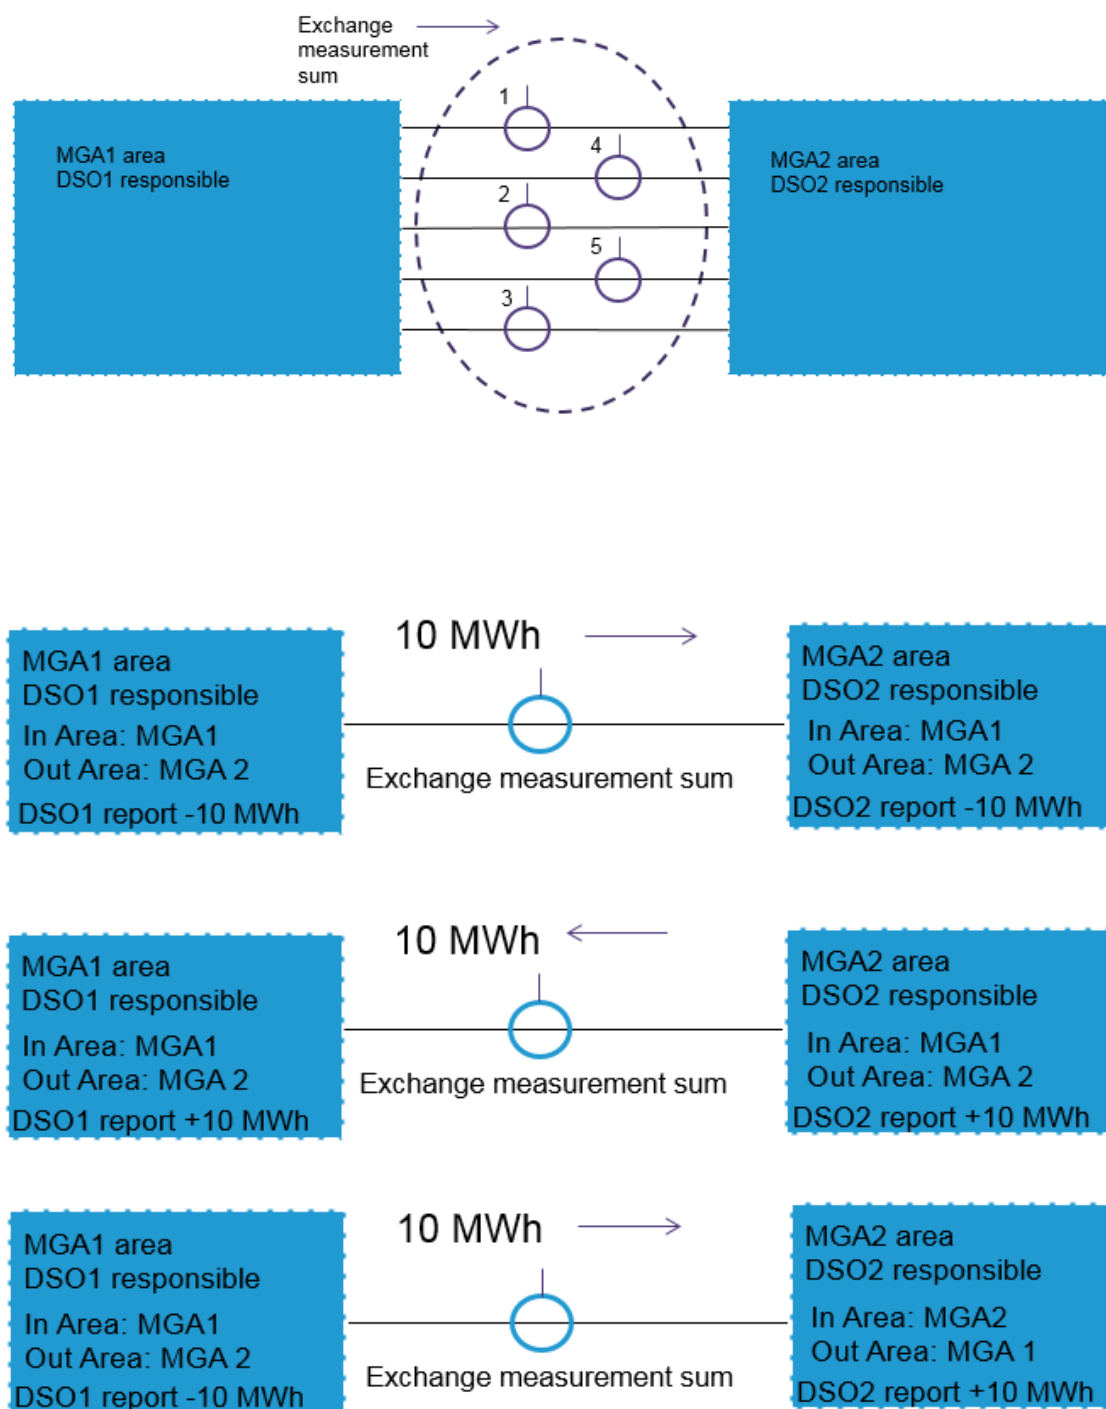 Exchange
measurement
sum
1
4
2
5
3
MGA1 area
DSO1 responsible
MGA2 area
DSO2 responsible
10 MWh
MGA1 area
DSO1 responsible
In Area: MGA1
Out Area: MGA 2
DSO1 report -10 MWh
Exchange measurement sum
MGA2 area
DSO2 responsible
In Area: MGA1
Out Area: MGA 2
DSO2 report -10 MWh
10 MWh
MGA1 area
DSO1 responsible
In Area: MGA1
Out Area: MGA 2
DSO1 report +10 MWh
Exchange measurement sum
MGA2 area
DSO2 responsible
In Area: MGA1
Out Area: MGA 2
DSO2 report +10 MWh
10 MWh
MGA1 area
DSO1 responsible
In Area: MGA1
Out Area: MGA 2
DSO1 report -10 MWh
Exchange measurement sum
MGA2 area
DSO2 responsible
In Area: MGA2
Out Area: MGA 1
DSO2 report +10 MWh